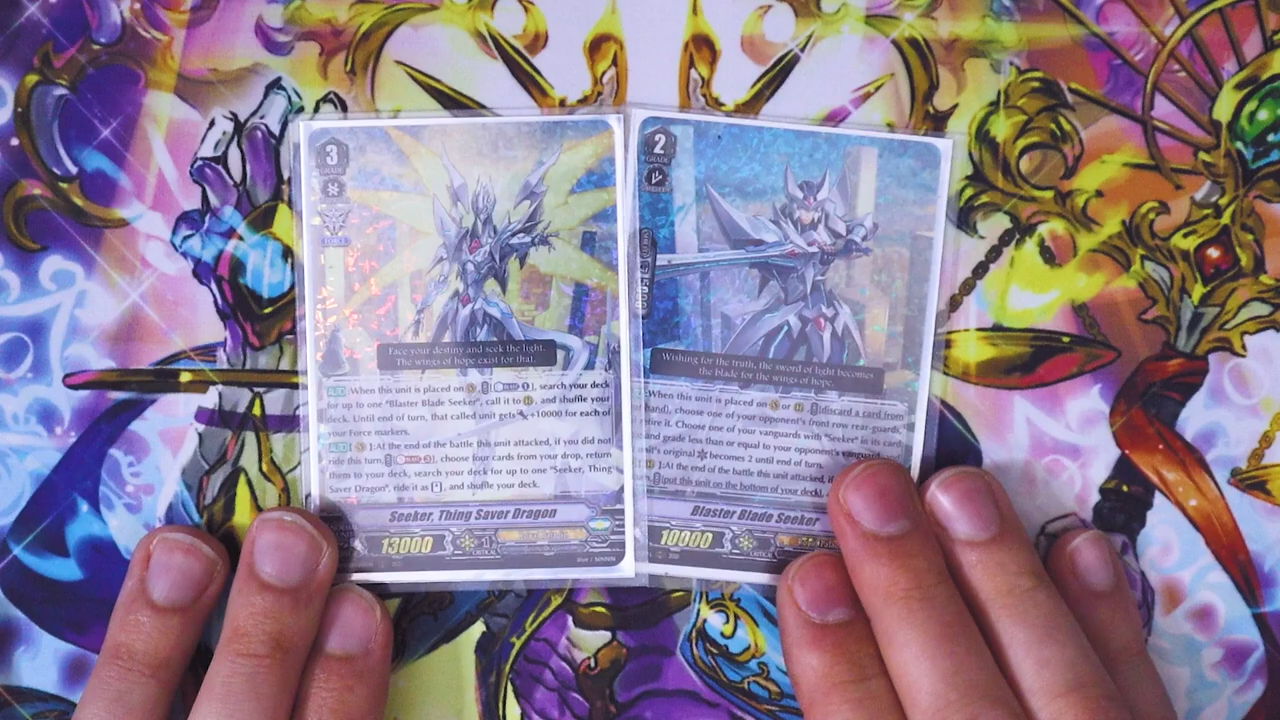 3
GRADE
FORCE
Face your destiny and seek the light.
The wings of hope exist for that.
AUTO :When this unit is placed on , search your deck
for up to one "Blaster Blade Seeker", call it to , and shuffle your
deck. Until end of turn, that called unit gets +10000 for each of
your Force markers.
AUTO :At the end of the battle this unit attacked, if you did not
ride this turn, choose four cards from your drop, return
them to your deck, search your deck for up to one "Seeker, Thing
Saver Dragon", ride it as , and shuffle your deck.
Seeker, Thing Saver Dragon
13000
1
CRITICAL
2
GRADE
5000
Wishing for the truth, the sword of light becomes
the blade for the wings of hope.
:When this unit is placed on or , [discard a card from
hand], choose one of your opponent's front row rear-guards,
retire it. Choose one of your vanguards with "Seeker" in its card
and grade less than or equal to your opponent's vanguard
unit's original becomes 2 until end of turn.
:At the end of the battle this unit attacked, if
[put this unit on the bottom of your deck]
Blaster Blade Seeker
10000
CRITICAL